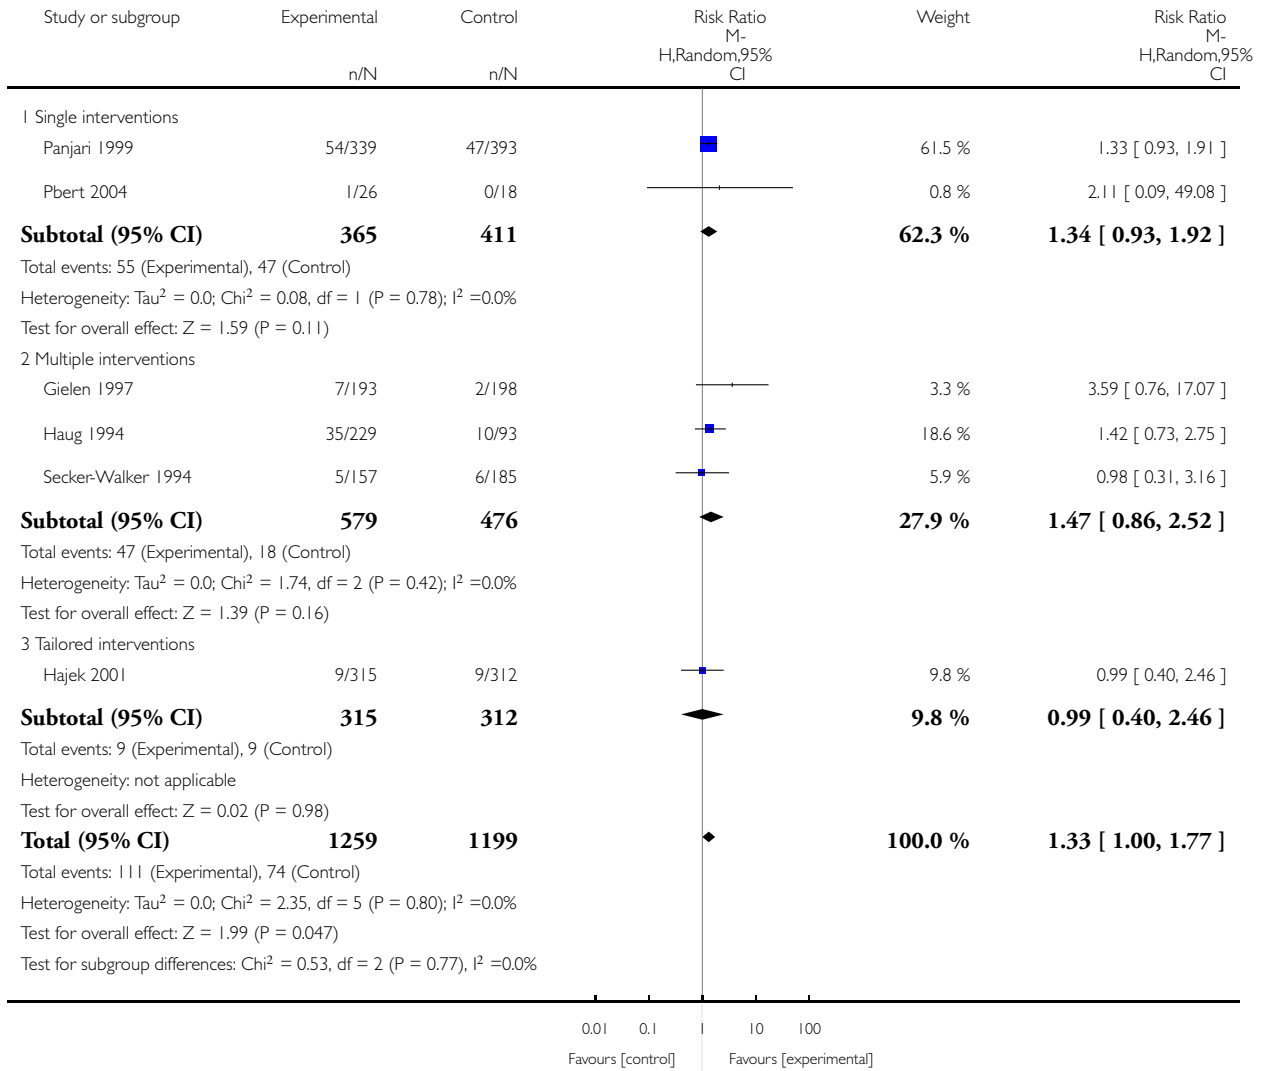 Study or subgroup Experimental Control Risk Ratio Weight Risk Ratio
M- M-
H,Random,95% H,Random,95%
n/N n/N CI CI
1 Single interventions
Panjari 1999 54/339 47/393 61.5 % 1.33 [ 0.93, 1.91 ]
Pbert 2004 1/26 0/18 0.8 % 2.11 [ 0.09, 49.08 ]
Subtotal (95% CI) 365 411 62.3 % 1.34 [ 0.93, 1.92 ]
Total events: 55 (Experimental), 47 (Control)
Heterogeneity: Tau² = 0.0; Chi² = 0.08, df = 1 (P = 0.78); I² =0.0%
Test for overall effect: Z = 1.59 (P = 0.11)
2 Multiple interventions
Gielen 1997 7/193 2/198 3.3 % 3.59 [ 0.76, 17.07 ]
Haug 1994 35/229 10/93 18.6 % 1.42 [ 0.73, 2.75 ]
Secker-Walker 1994 5/157 6/185 5.9 % 0.98 [ 0.31, 3.16 ]
Subtotal (95% CI) 579 476 27.9 % 1.47 [ 0.86, 2.52 ]
Total events: 47 (Experimental), 18 (Control)
Heterogeneity: Tau² = 0.0; Chi² = 1.74, df = 2 (P = 0.42); I² =0.0%
Test for overall effect: Z = 1.39 (P = 0.16)
3 Tailored interventions
Hajek 2001 9/315 9/312 9.8 % 0.99 [ 0.40, 2.46 ]
Subtotal (95% CI) 315 312 9.8 % 0.99 [ 0.40, 2.46 ]
Total events: 9 (Experimental), 9 (Control)
Heterogeneity: not applicable
Test for overall effect: Z = 0.02 (P = 0.98)
Total (95% CI) 1259 1199 100.0 % 1.33 [ 1.00, 1.77 ]
Total events: 111 (Experimental), 74 (Control)
Heterogeneity: Tau² = 0.0; Chi² = 2.35, df = 5 (P = 0.80); I² =0.0%
Test for overall effect: Z = 1.99 (P = 0.047)
Test for subgroup differences: Chi² = 0.53, df = 2 (P = 0.77), I² =0.0%
0.01 0.1 1 10 100
Favours [control] Favours [experimental]